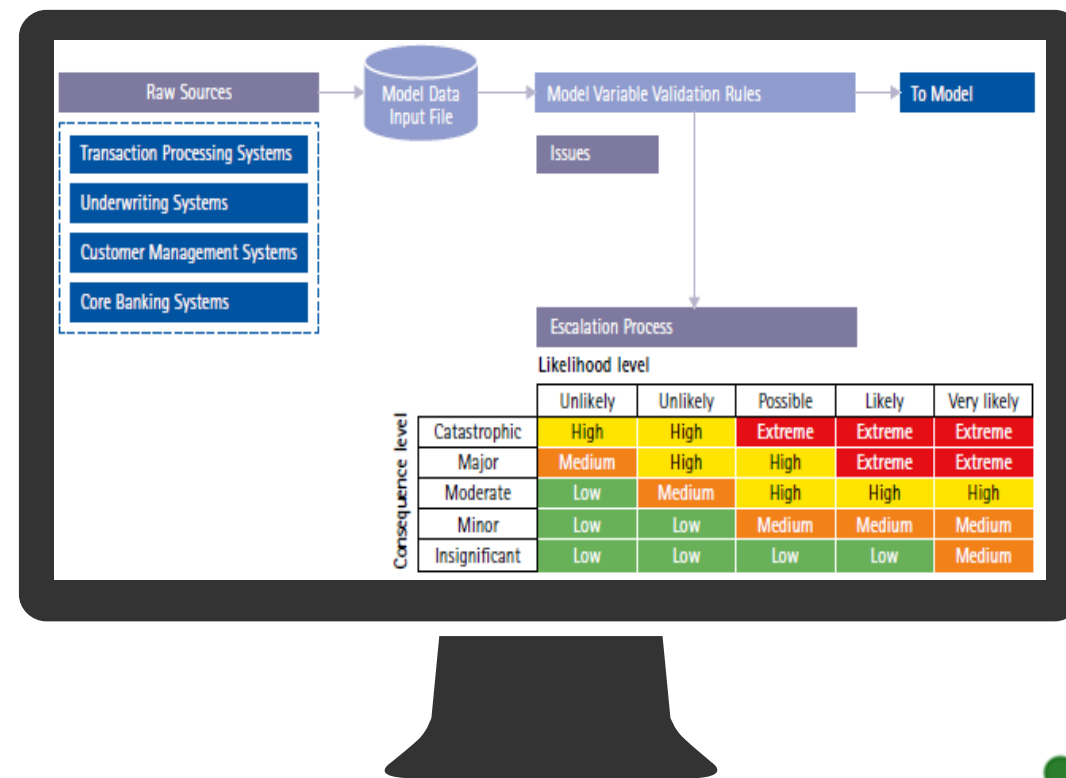 Raw Sources
Model Data
Input File
Model Variable Validation Rules
To Model
Transaction Processing Systems
Underwriting Systems
Customer Management Systems
Core Banking Systems
Issues
Escalation Process
Likelihood level
Unlikely Unlikely Possible Likely Very likely
Consequence level
Catastrophic High High Extreme Extreme Extreme
Major Medium High High Extreme Extreme
Moderate Low Medium High High High
Minor Low Low Medium Medium Medium
Insignificant Low Low Low Low Medium